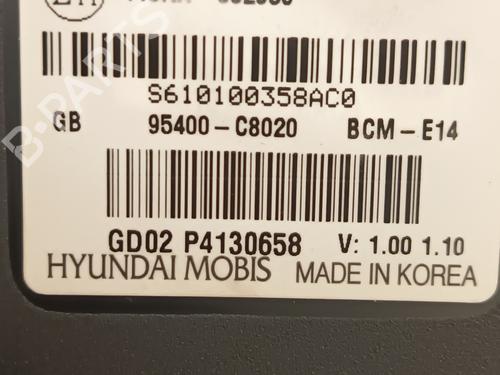 S610100358AC0
GB 95400-C8020 BCM-E14
GD02 P4130658 V: 1.00 1.10
HYUNDAI MOBIS MADE IN KOREA
B-PARTS